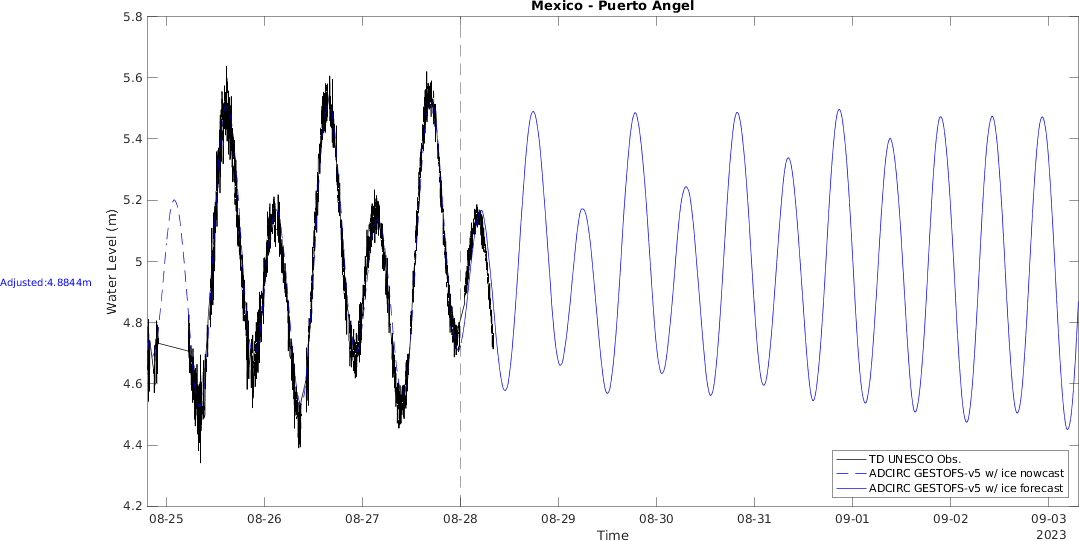 Mexico - Puerto Angel
5.8
5.6
5.4
5.2
5
4.8
4.6
4.4
4.2
Water Level (m)
Adjusted:4.8844m
TD UNESCO Obs.
ADCIRC GESTOFS-v5 w/ ice nowcast
ADCIRC GESTOFS-v5 w/ ice forecast
08-25 08-26 08-27 08-28 08-29 08-30 08-31 09-01 09-02 09-03
Time
2023